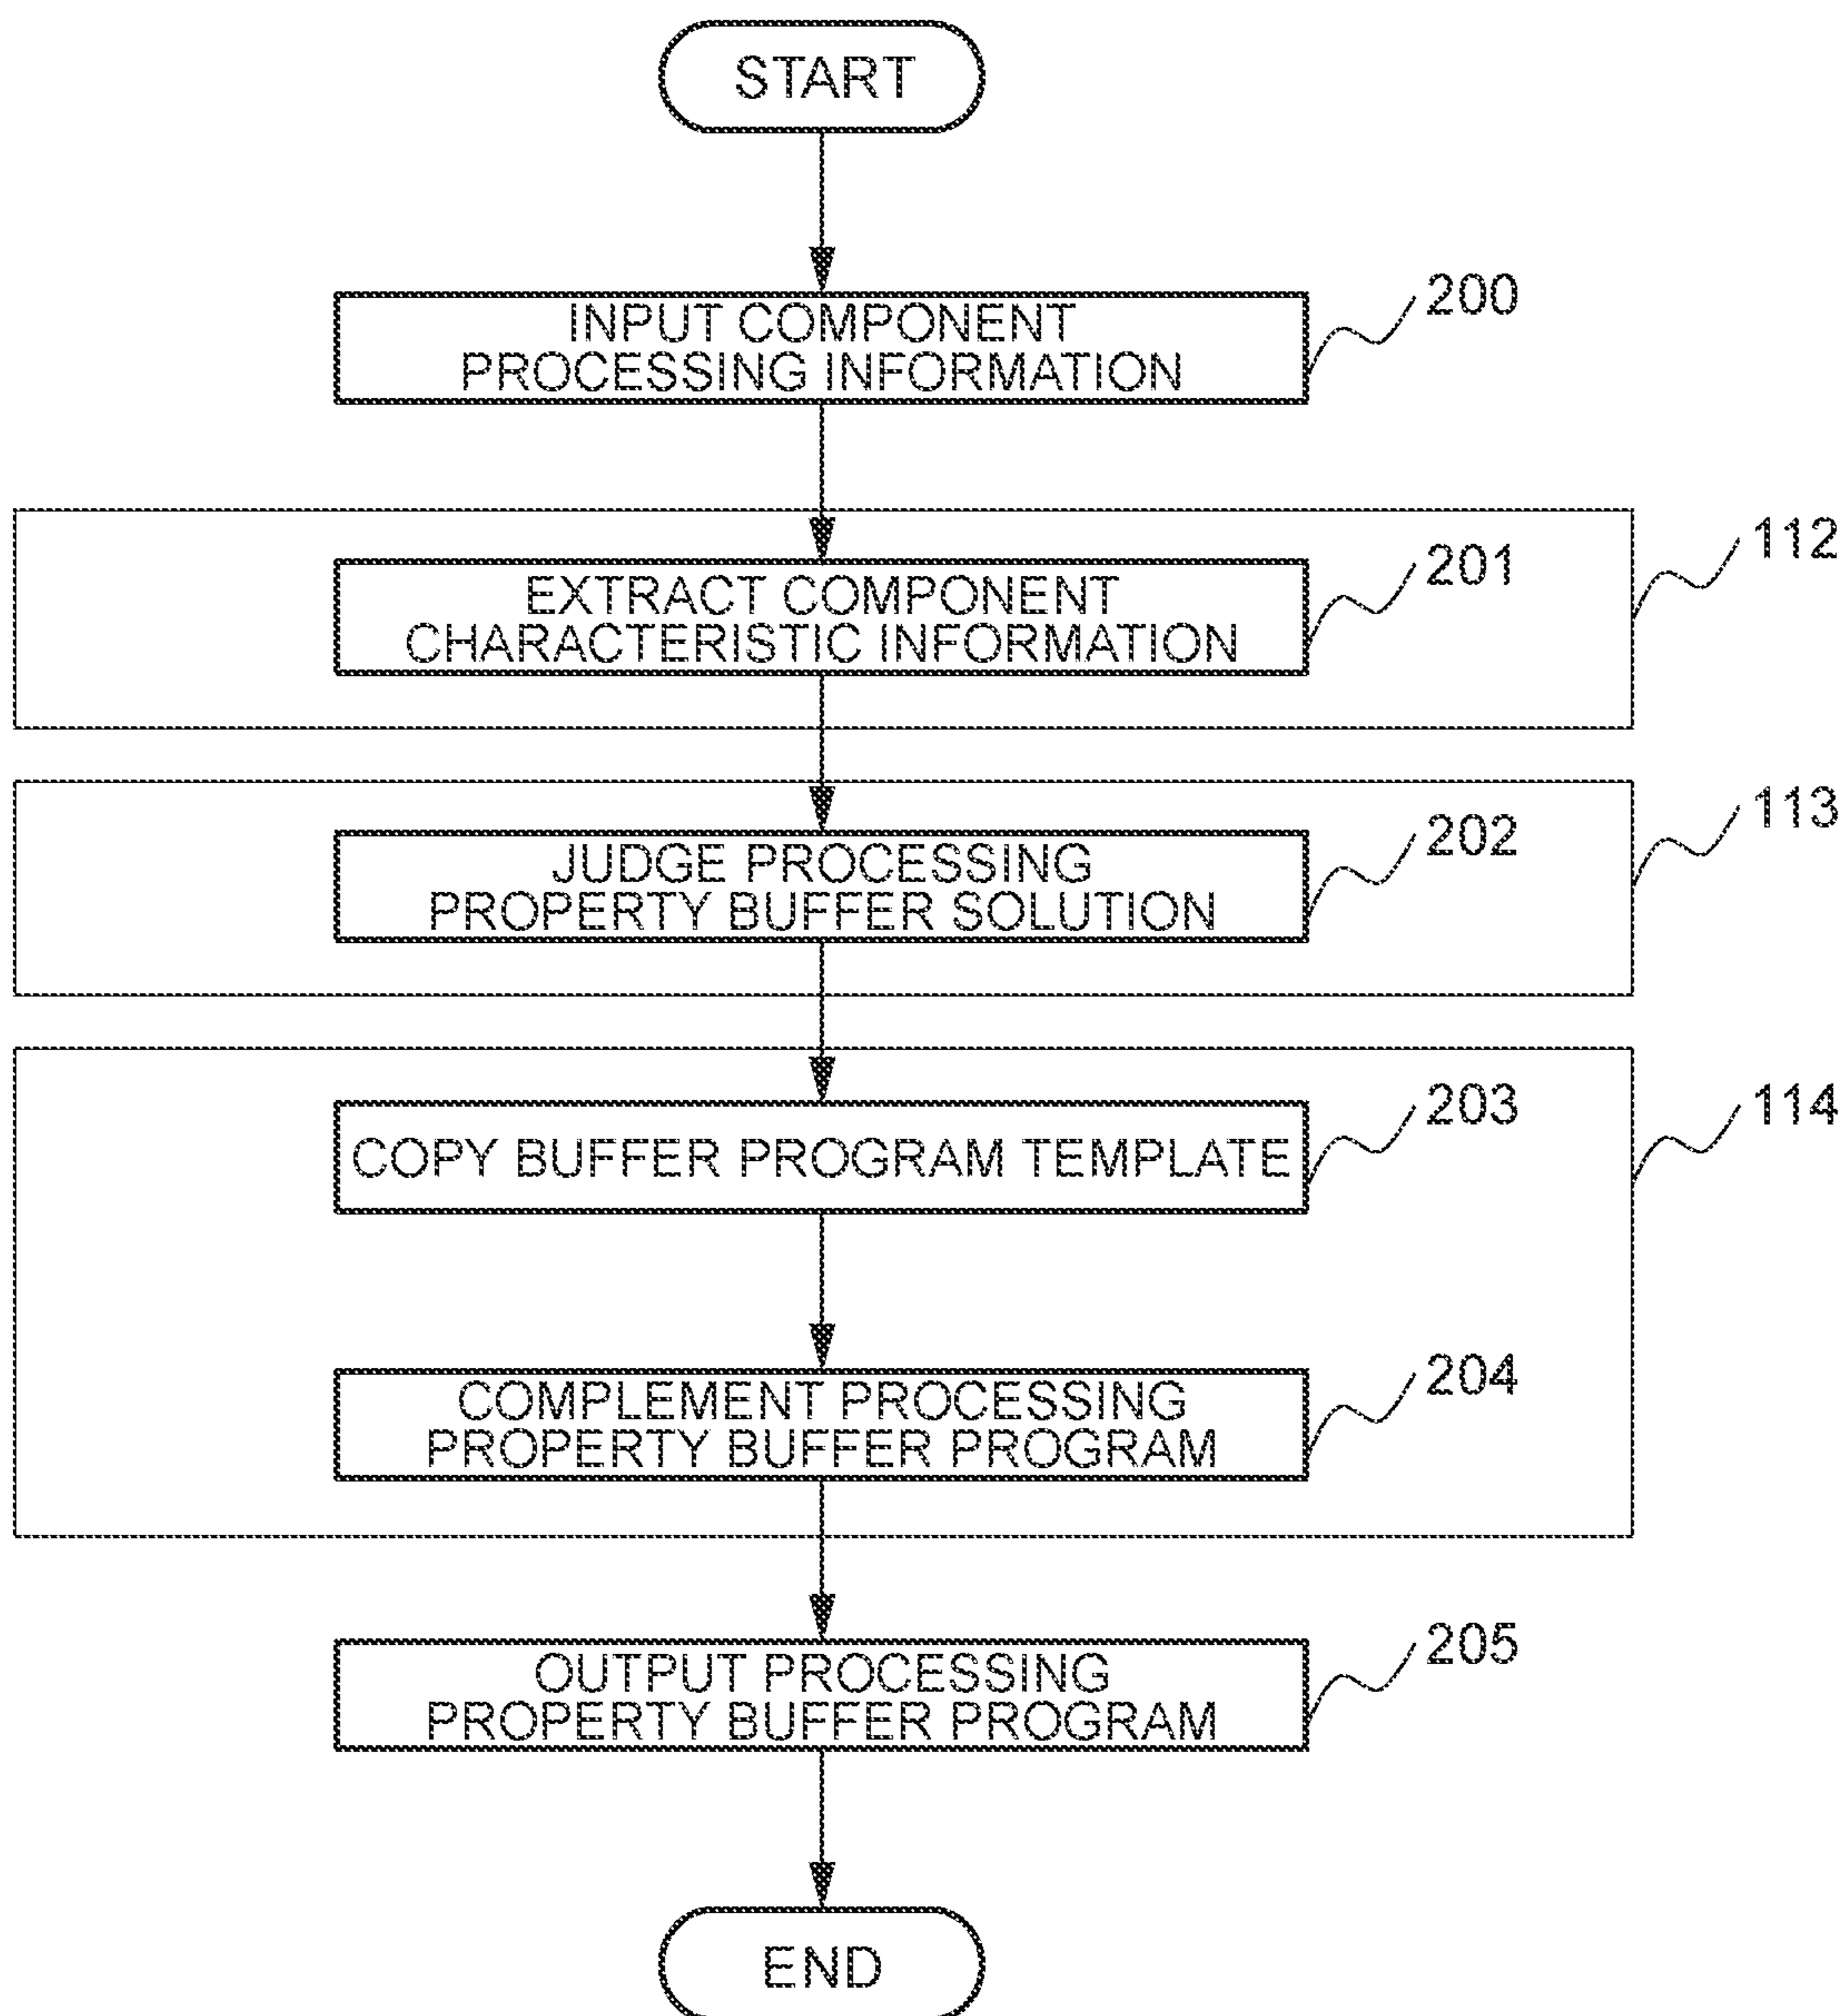 START
INPUT COMPONENT
PROCESSING INFORMATION
200
112
EXTRACT COMPONENT
CHARACTERISTIC INFORMATION
201
113
JUDGE PROCESSING
PROPERTY BUFFER SOLUTION
202
114
COPY BUFFER PROGRAM TEMPLATE
203
COMPLEMENT PROCESSING
PROPERTY BUFFER PROGRAM
204
OUTPUT PROCESSING
PROPERTY BUFFER PROGRAM
205
END